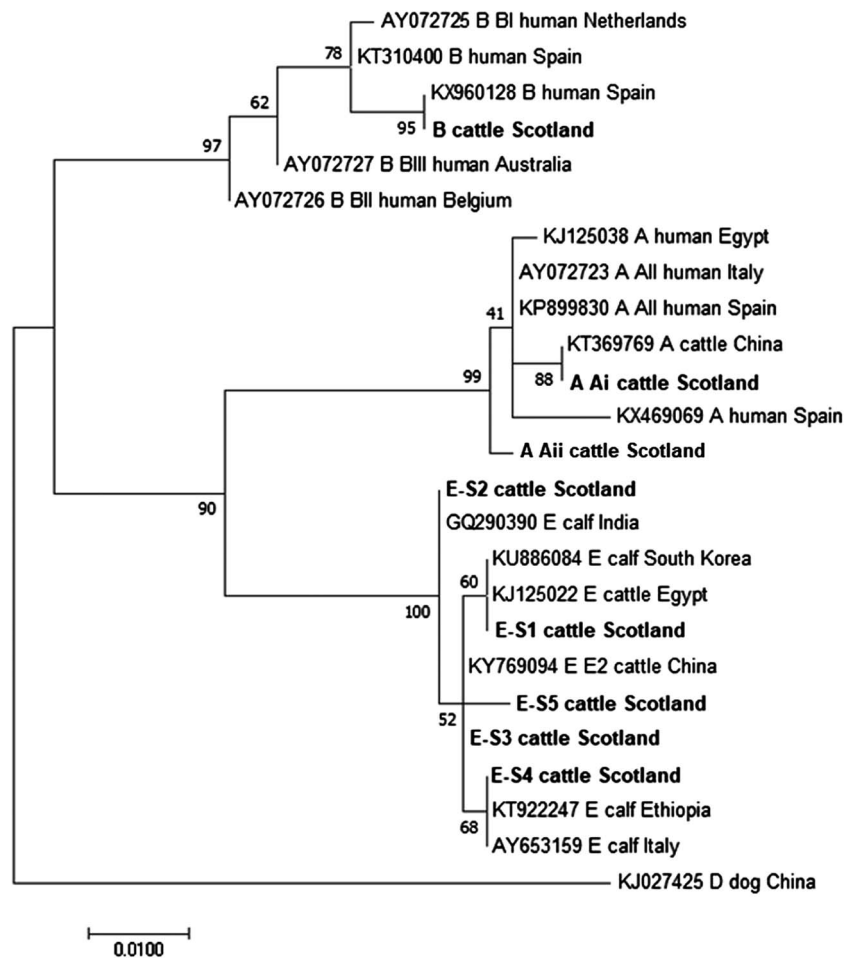 AY072725 B BI human Netherlands
78
KT310400 B human Spain
KX960128 B human Spain
62
95
B cattle Scotland
97
AY072727 B BIII human Australia
AY072726 B BII human Belgium
KJ125038 A human Egypt
AY072723 A AII human Italy
KP899830 A AII human Spain
41
KT369769 A cattle China
99
88
A Ai cattle Scotland
KX469069 A human Spain
A Aii cattle Scotland
90
E-S2 cattle Scotland
GQ290390 E calf India
KU886084 E calf South Korea
60
KJ125022 E cattle Egypt
100
E-S1 cattle Scotland
KY769094 E E2 cattle China
E-S5 cattle Scotland
52
E-S3 cattle Scotland
E-S4 cattle Scotland
KT922247 E calf Ethiopia
68
AY653159 E calf Italy
KJ027425 D dog China
0.0100